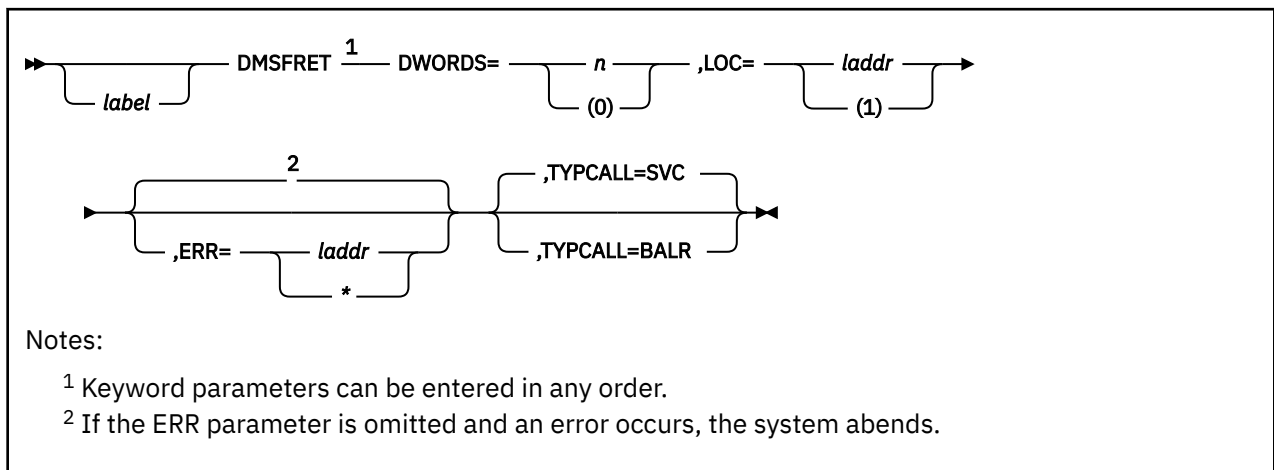 1
DMSFRET DWORDS= n ,LOC= laddr
label (0) (1)
2 ,TYPCALL=SVC
,ERR= laddr ,TYPCALL=BALR
*
Notes:
1 Keyword parameters can be entered in any order.
2 If the ERR parameter is omitted and an error occurs, the system abends.